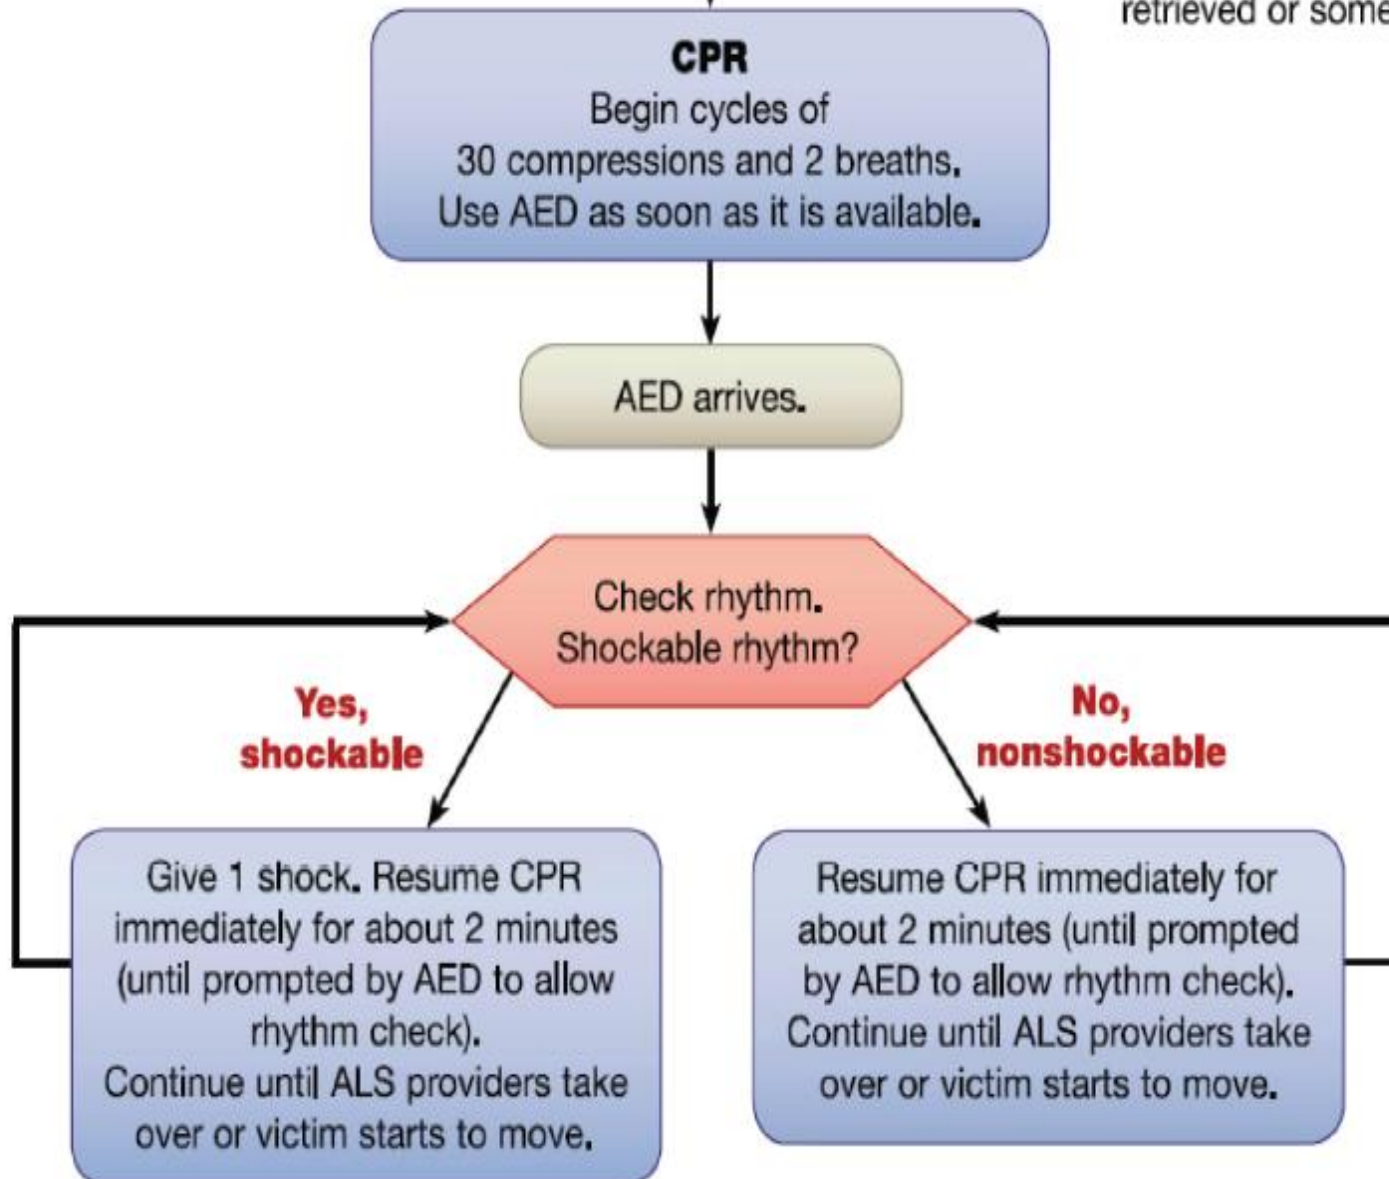 retrieved or some
CPR
Begin cycles of
30 compressions and 2 breaths.
Use AED as soon as it is available.
AED arrives.
Check rhythm.
Shockable rhythm?
Yes,
shockable
No,
nonshockable
Give 1 shock. Resume CPR
immediately for about 2 minutes
(until prompted by AED to allow
rhythm check).
Continue until ALS providers take
over or victim starts to move.
Resume CPR immediately for
about 2 minutes (until prompted
by AED to allow rhythm check).
Continue until ALS providers take
over or victim starts to move.